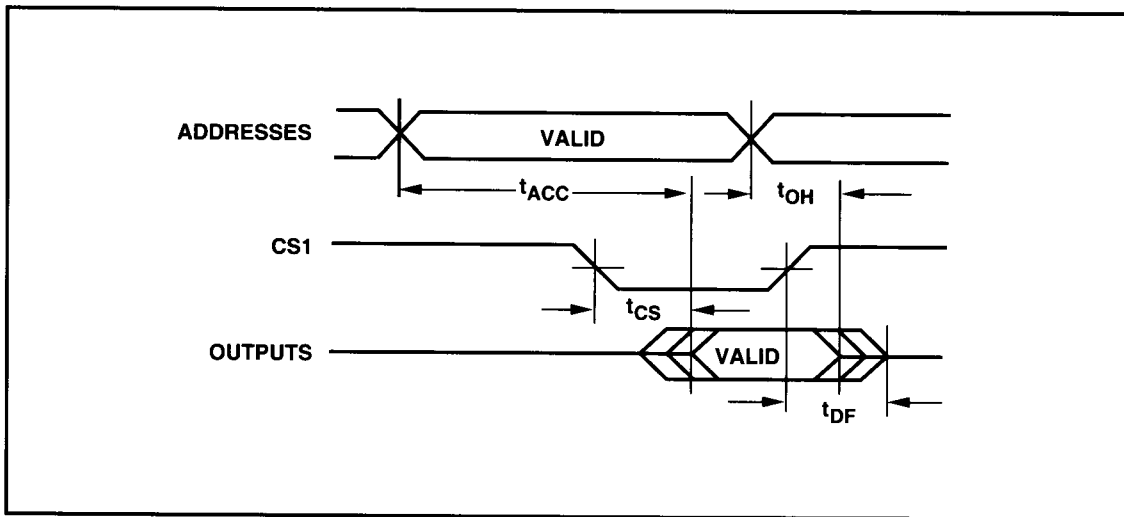 ADDRESSES
VALID
tACC
tOH
CS1
tCS
OUTPUTS
VALID
tDF